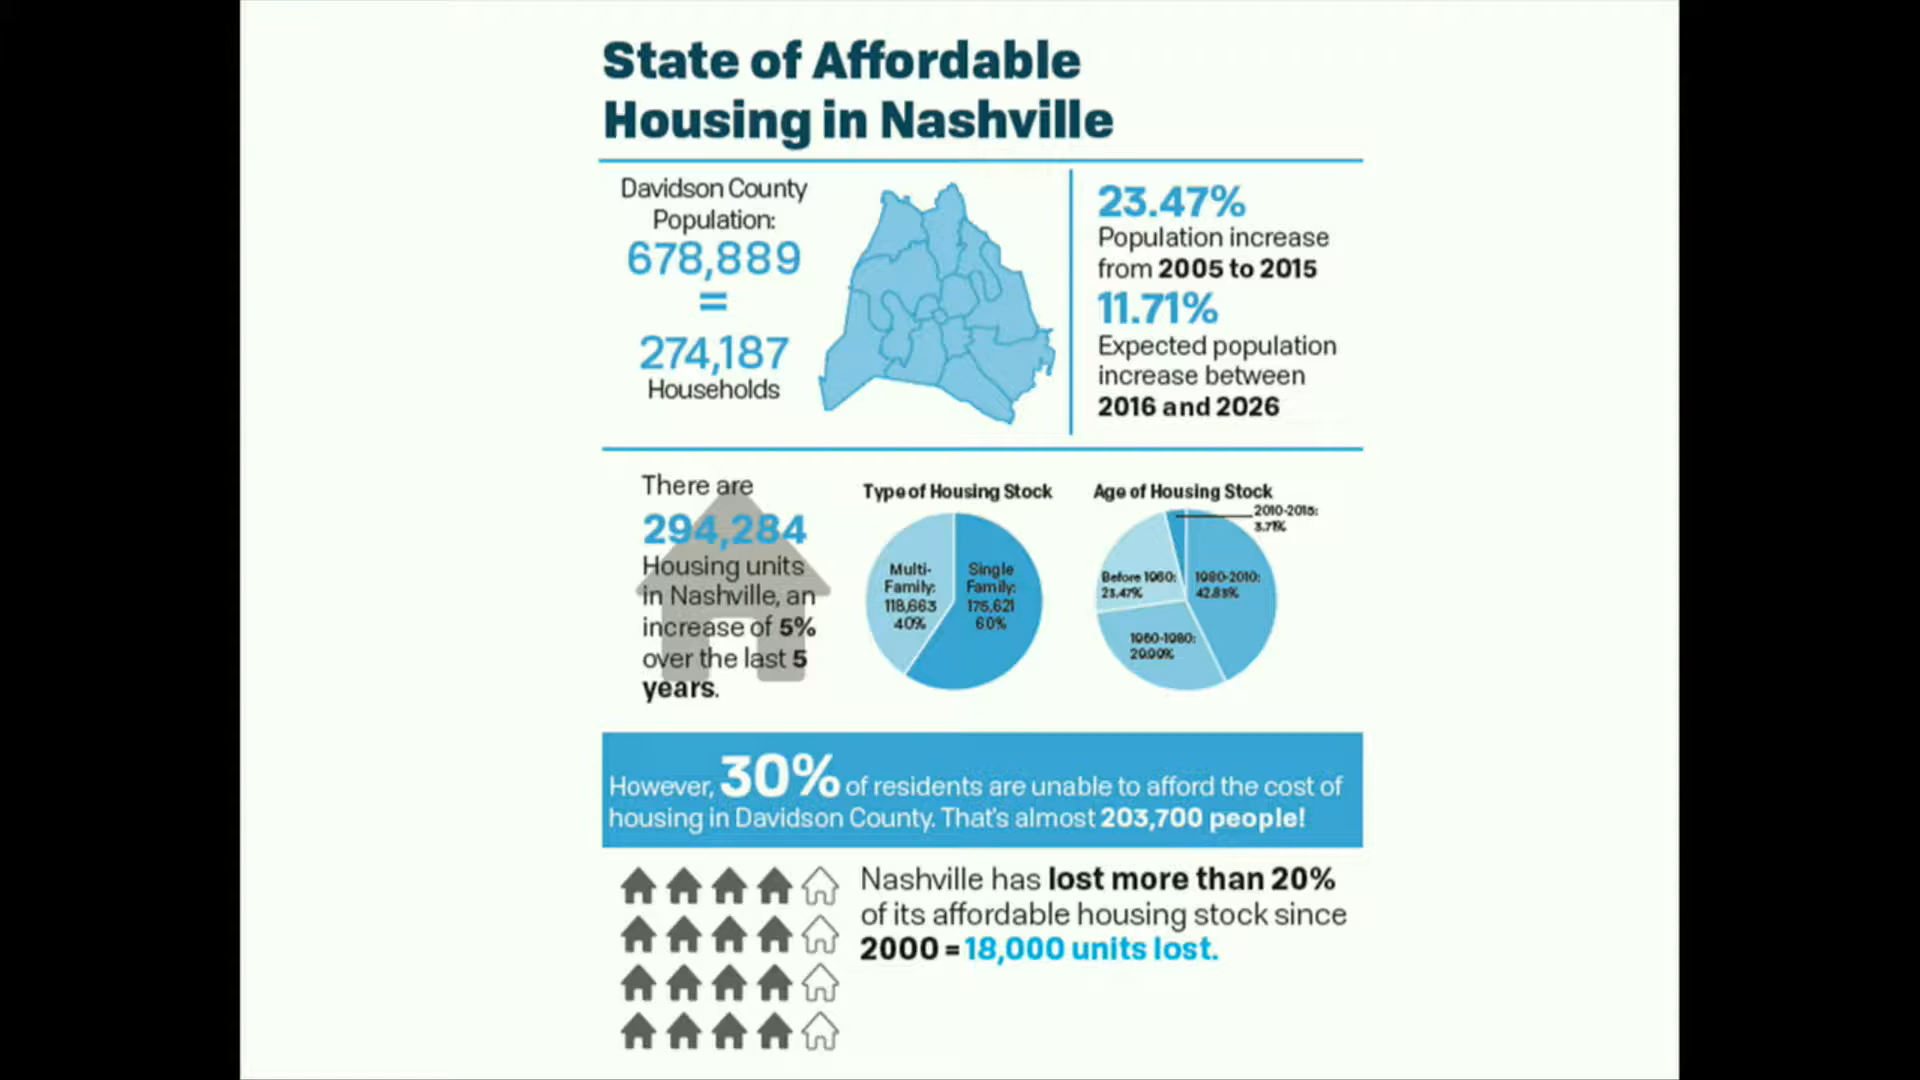 State of Affordable
Housing in Nashville
Davidson County
Population:
678,889
=
274,187
Households
23.47%
Population increase
from 2005 to 2015
11.71%
Expected population
increase between
2016 and 2026
There are
294,284
Housing units
in Nashville, an
increase of 5%
over the last 5
years.
Type of Housing Stock
Multi-
Family:
118,663
40%
Single
Family:
175,621
60%
Age of Housing Stock
3.71%
Before 1960:
23.47%
1980-2010:
1960-1980:
However, 30% of residents are unable to afford the cost of
housing in Davidson County. That's almost 203,700 people!
Nashville has lost more than 20%
of its affordable housing stock since
2000 = 18,000 units lost.